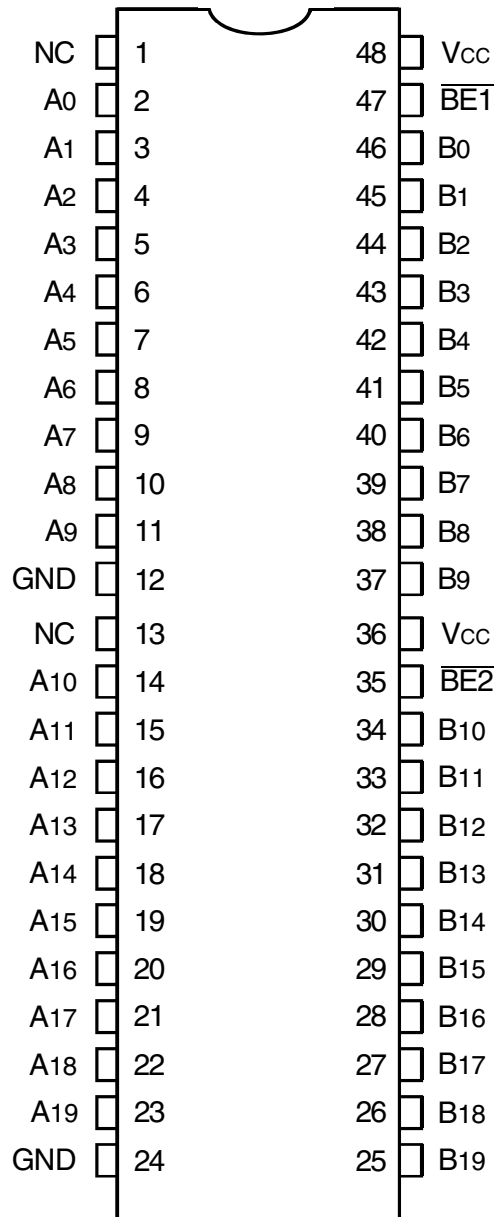 NC 1 48 VCC
A0 2 47 BE1
A1 3 46 B0
A2 4 45 B1
A3 5 44 B2
A4 6 43 B3
A5 7 42 B4
A6 8 41 B5
A7 9 40 B6
A8 10 39 B7
A9 11 38 B8
GND 12 37 B9
NC 13 36 VCC
A10 14 35 BE2
A11 15 34 B10
A12 16 33 B11
A13 17 32 B12
A14 18 31 B13
A15 19 30 B14
A16 20 29 B15
A17 21 28 B16
A18 22 27 B17
A19 23 26 B18
GND 24 25 B19